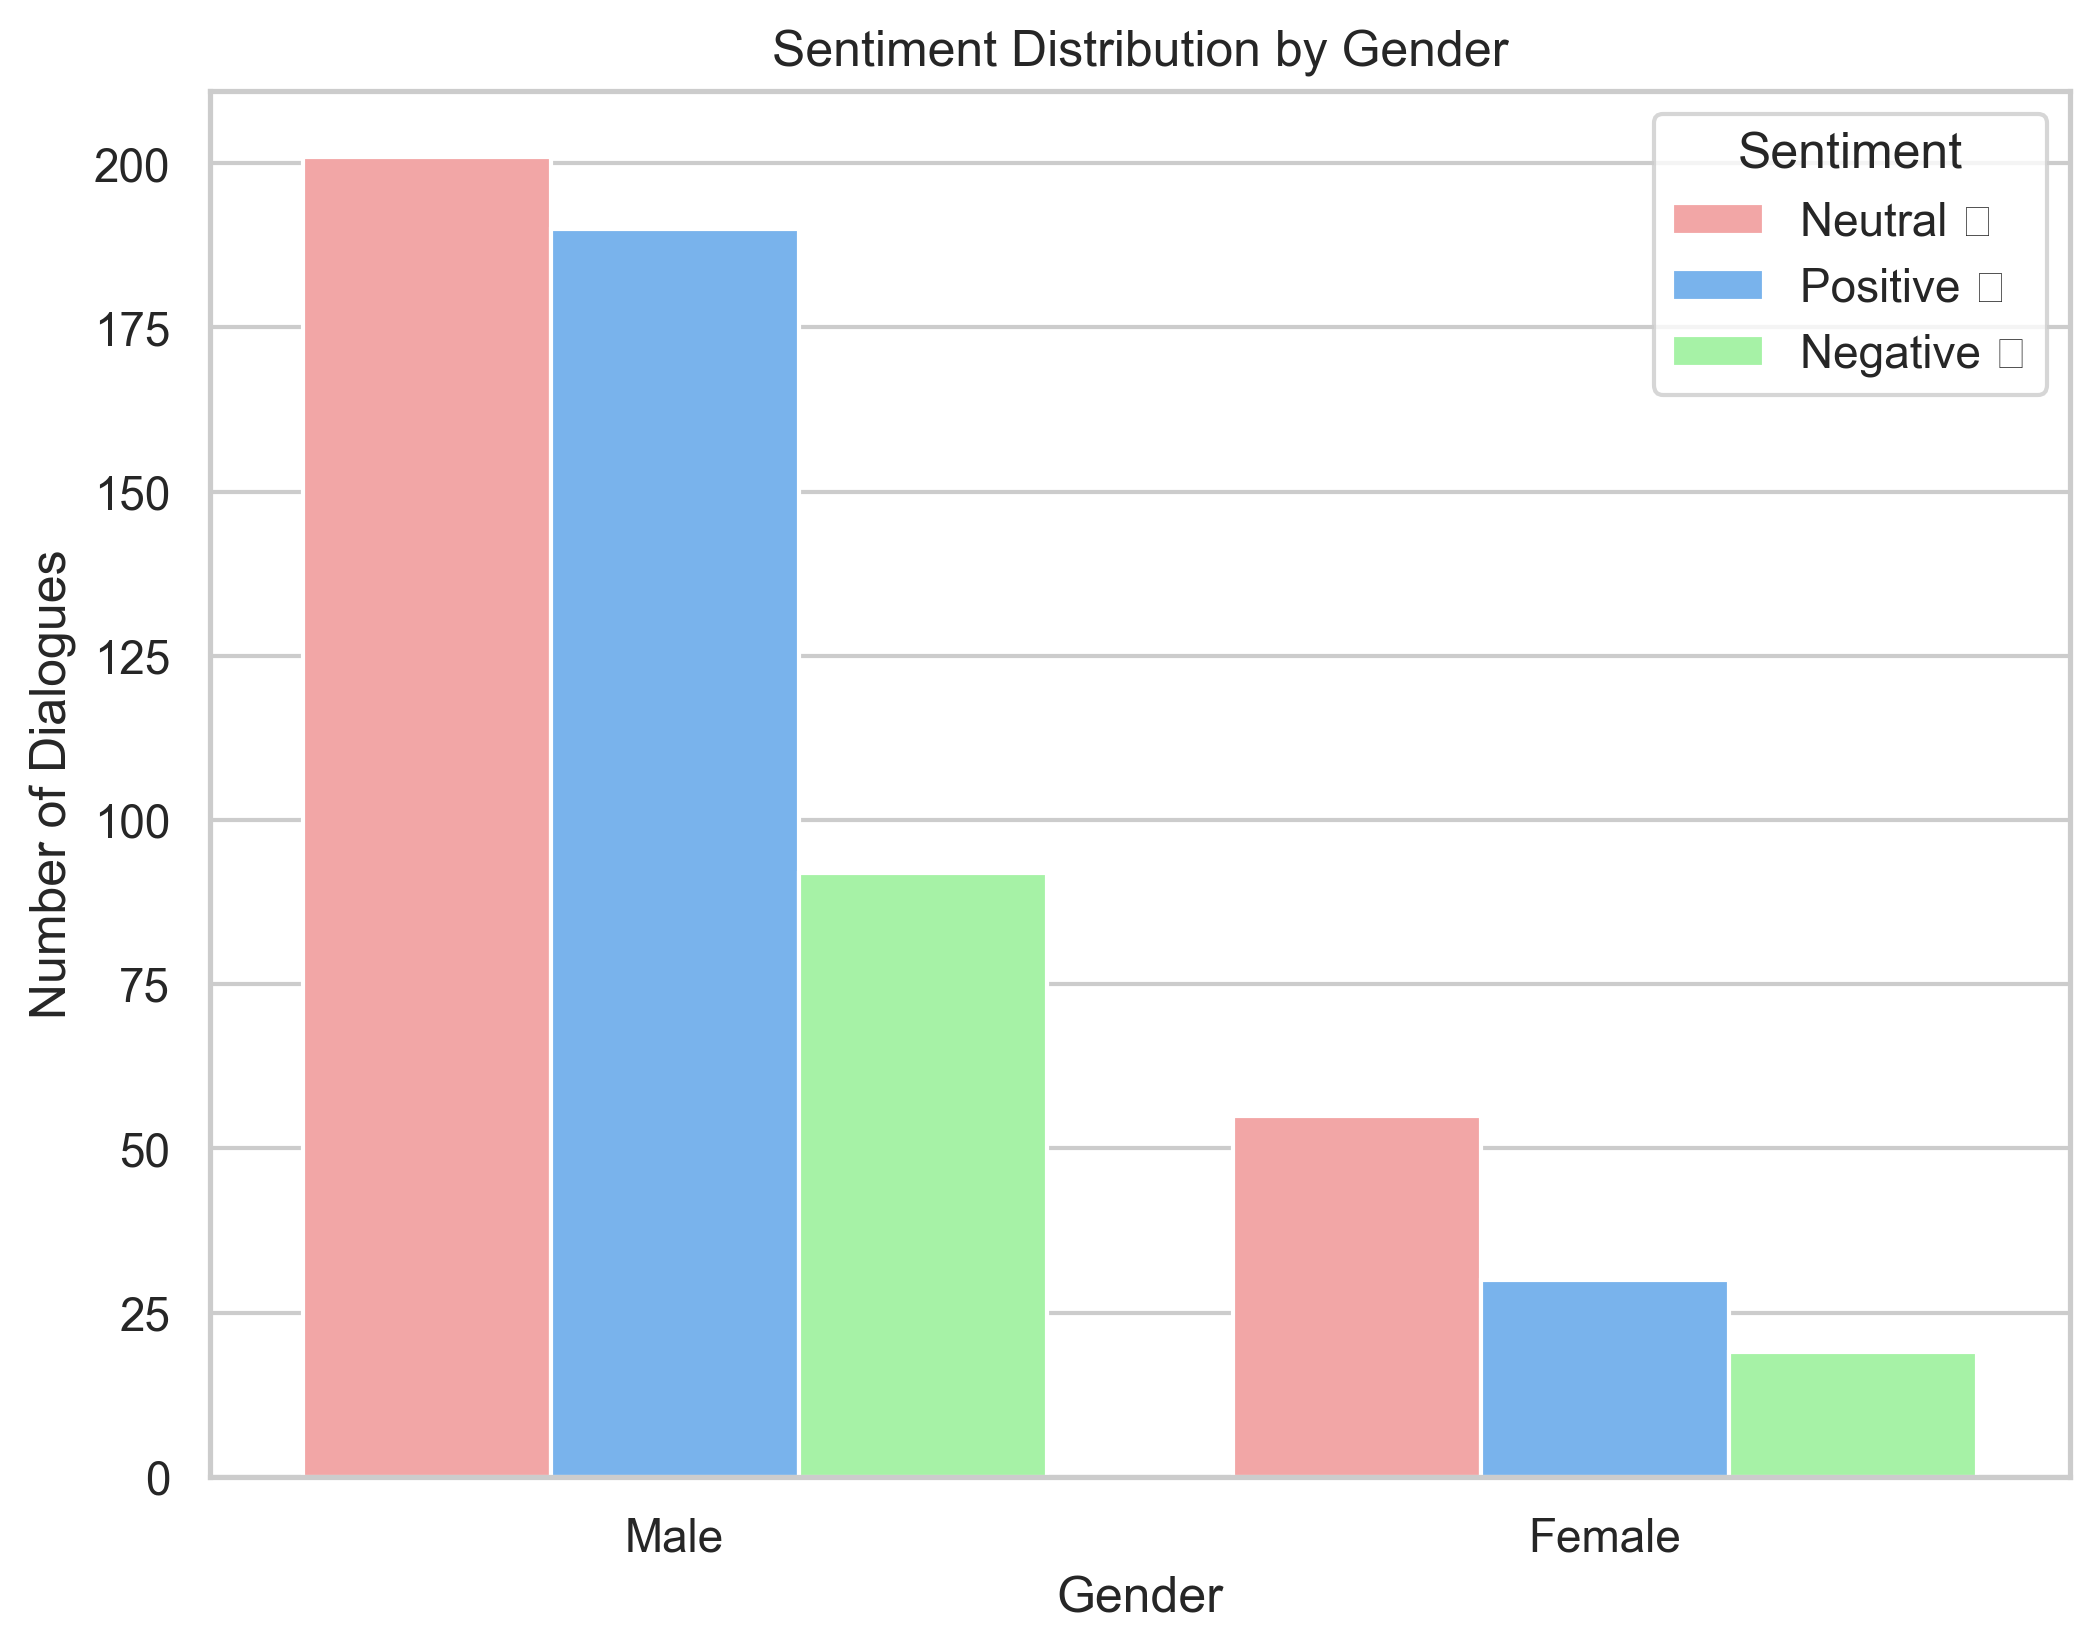 Sentiment Distribution by Gender
Sentiment
Neutral □
Positive □
Negative □
200
175
150
125
100
75
50
25
0
Number of Dialogues
Male
Female
Gender